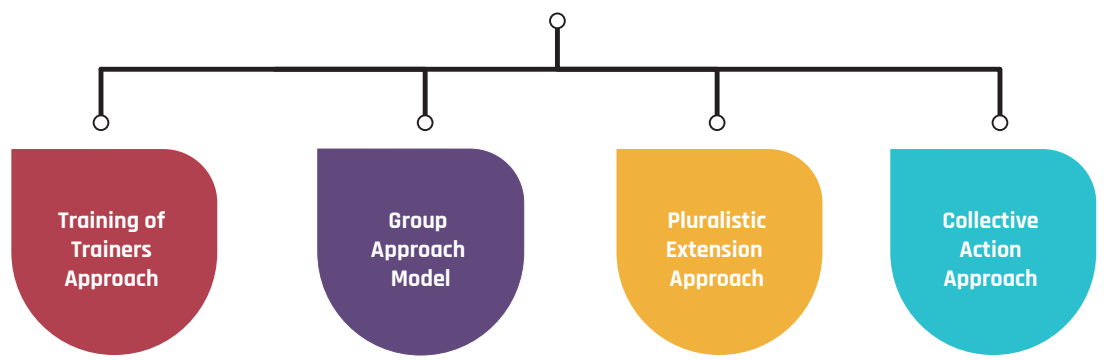 Training of
Trainers
Approach
Group
Approach
Model
Pluralistic
Extension
Approach
Collective
Action
Approach